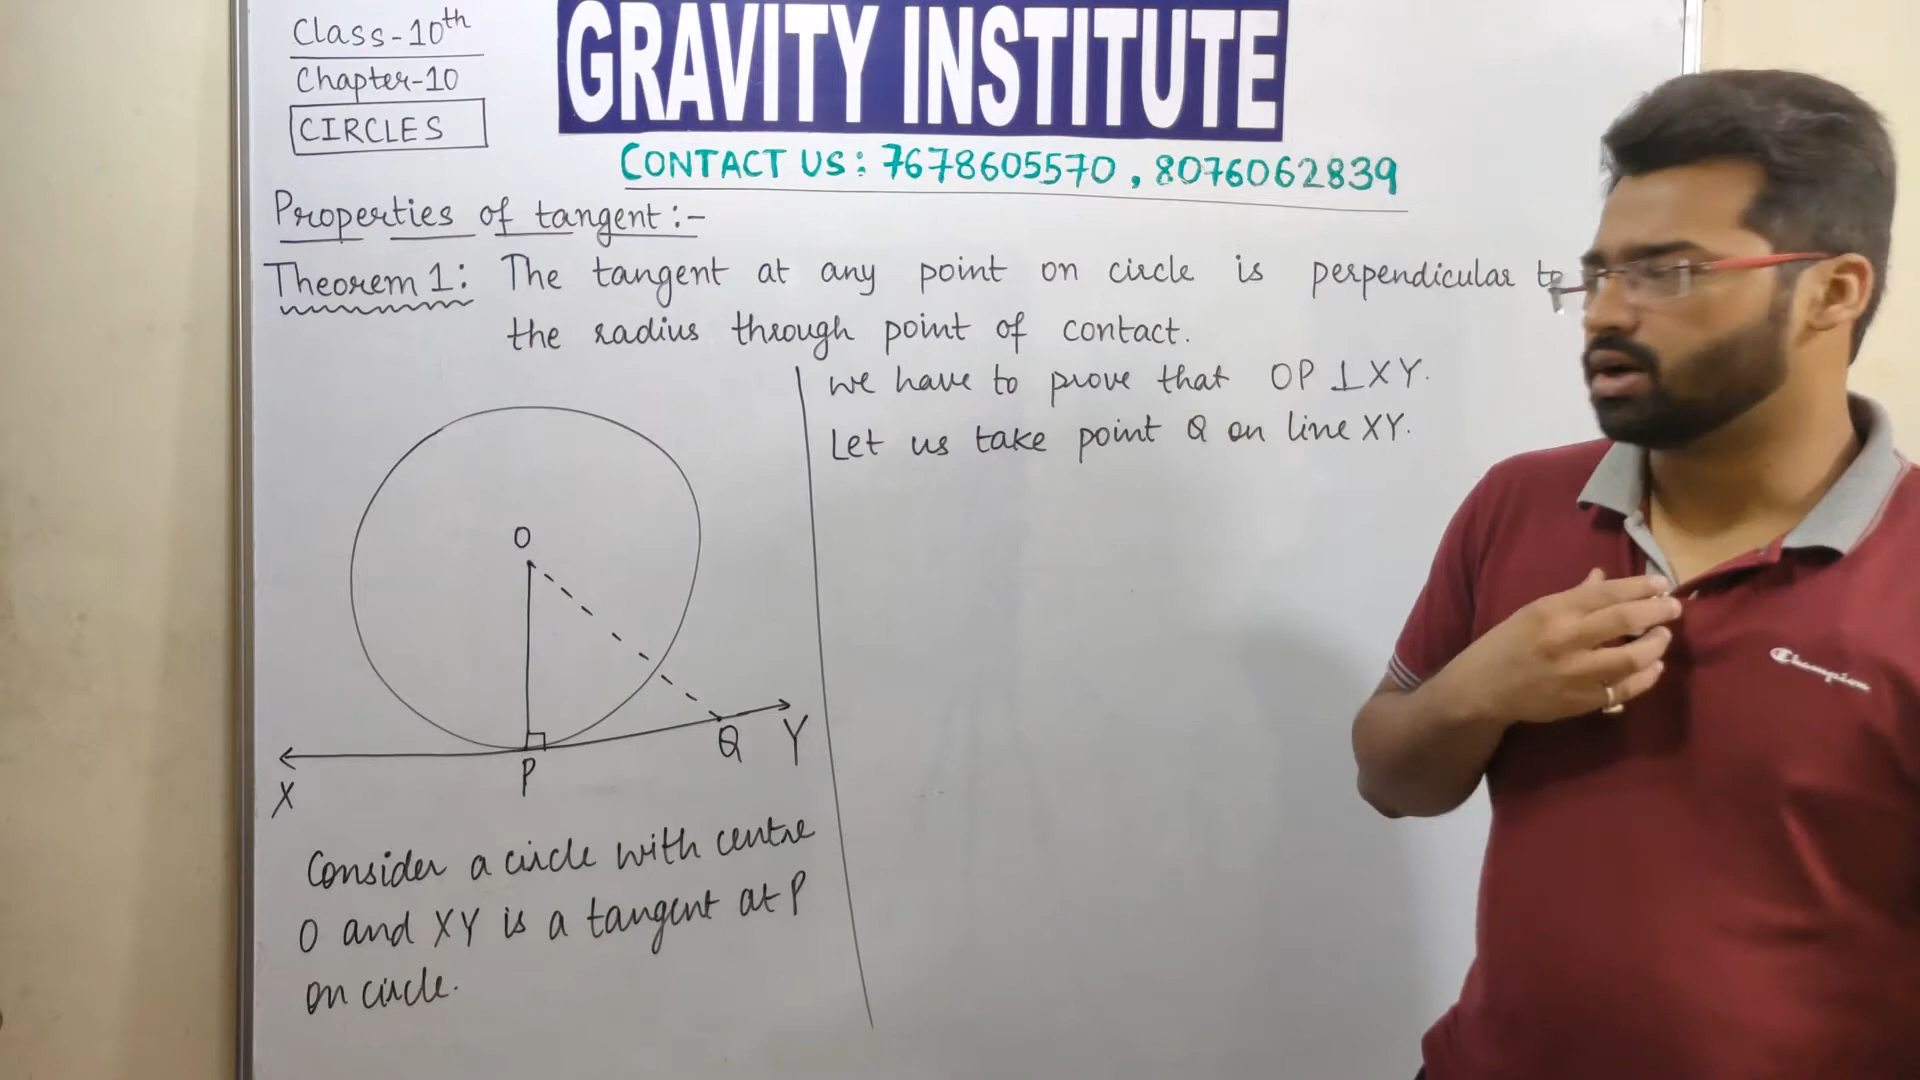 Class-10th
Chapter-10
CIRCLES
GRAVITY INSTITUTE
CONTACT US: 7678605570, 8076062839
Properties of tangent:-
Theorem 1: The tangent at any point on circle is perpendicular to
the radius through point of contact.
we have to prove that OP⊥XY.
Let us take point Q on line XY.
O
P
Q
Y
X
Consider a circle with centre
O and XY is a tangent at P
on circle.
Champion